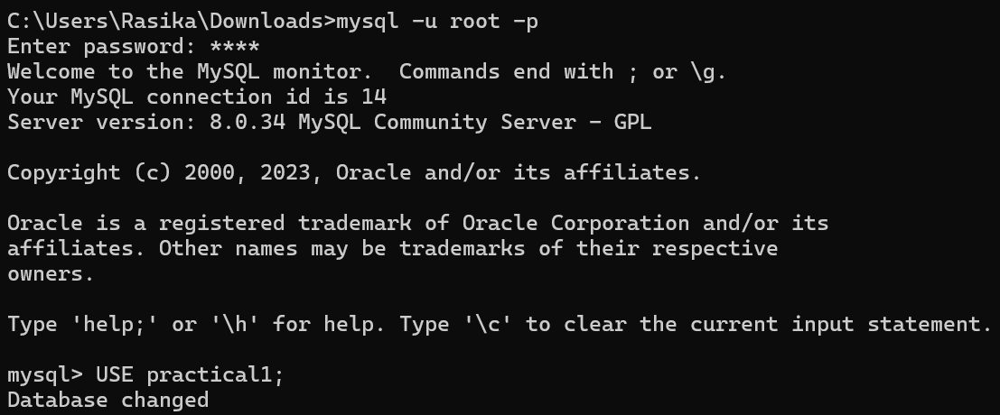 C:\Users\Rasika\Downloads>mysql -u root -p
Enter password: ****
Welcome to the MySQL monitor.  Commands end with ; or \g.
Your MySQL connection id is 14
Server version: 8.0.34 MySQL Community Server - GPL

Copyright (c) 2000, 2023, Oracle and/or its affiliates.

Oracle is a registered trademark of Oracle Corporation and/or its
affiliates. Other names may be trademarks of their respective
owners.

Type 'help;' or '\h' for help. Type '\c' to clear the current input statement.

mysql> USE practical1;
Database changed